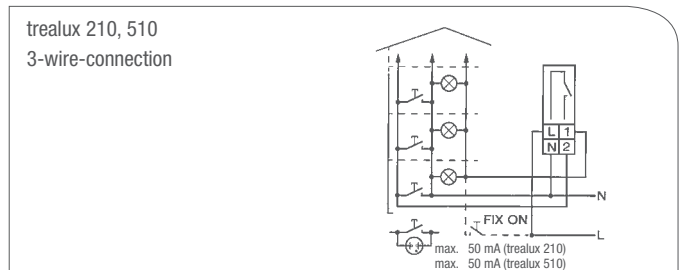 trealux 210, 510
3-wire-connection
L 1
N 2
N
FIX ON
L
max. 50 mA (trealux 210)
max. 50 mA (trealux 510)